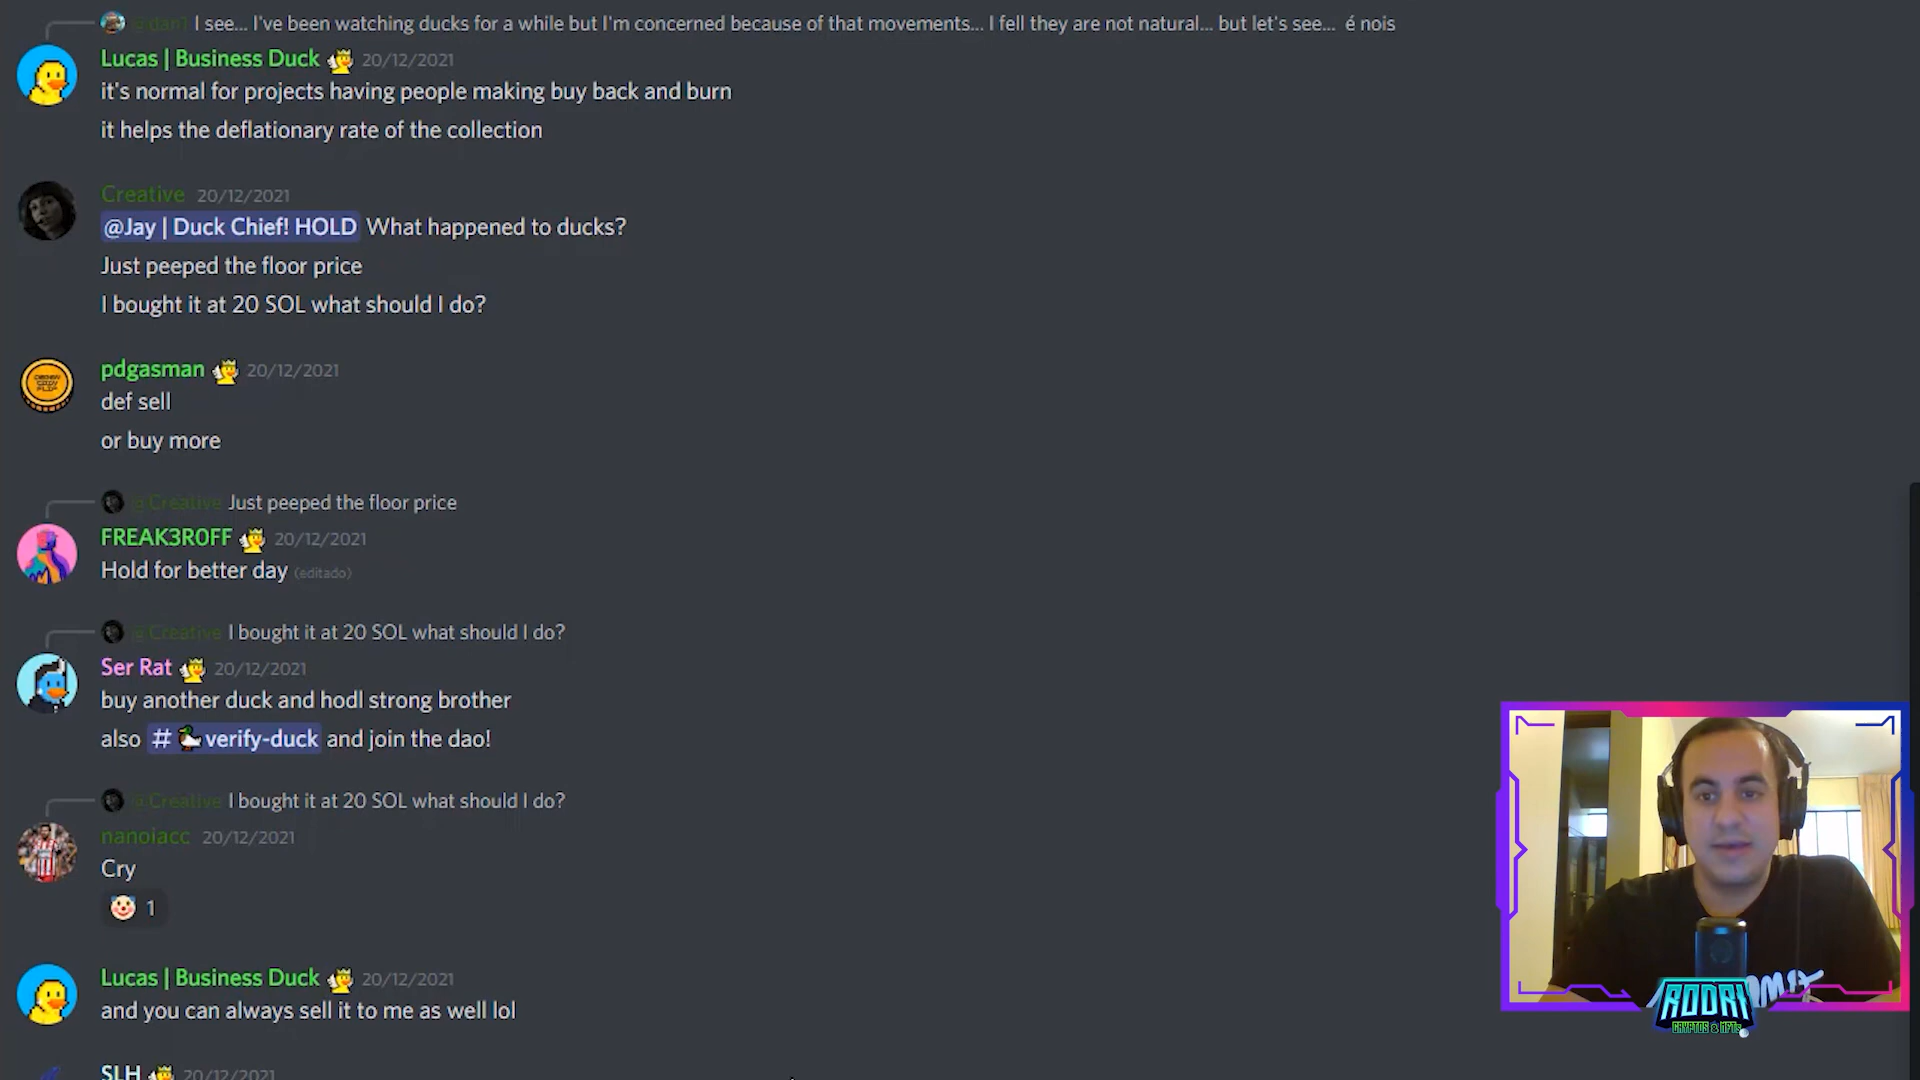 @dan1 I see... I've been watching ducks for a while but I'm concerned because of that movements... I fell they are not natural... but let's see... é nois
Lucas | Business Duck 20/12/2021
it's normal for projects having people making buy back and burn
it helps the deflationary rate of the collection
Creative 20/12/2021
@Jay | Duck Chief! HOLD What happened to ducks?
Just peeped the floor price
I bought it at 20 SOL what should I do?
pdgasman 20/12/2021
def sell
or buy more
@Creative Just peeped the floor price
FREAK3R0FF 20/12/2021
Hold for better day (editado)
@Creative I bought it at 20 SOL what should I do?
Ser Rat 20/12/2021
buy another duck and hodl strong brother
also # verify-duck and join the dao!
@Creative I bought it at 20 SOL what should I do?
nanoiacc 20/12/2021
Cry
1
Lucas | Business Duck 20/12/2021
and you can always sell it to me as well lol
SLH 20/12/2021
RODRI
CRYPTOS & NFTs